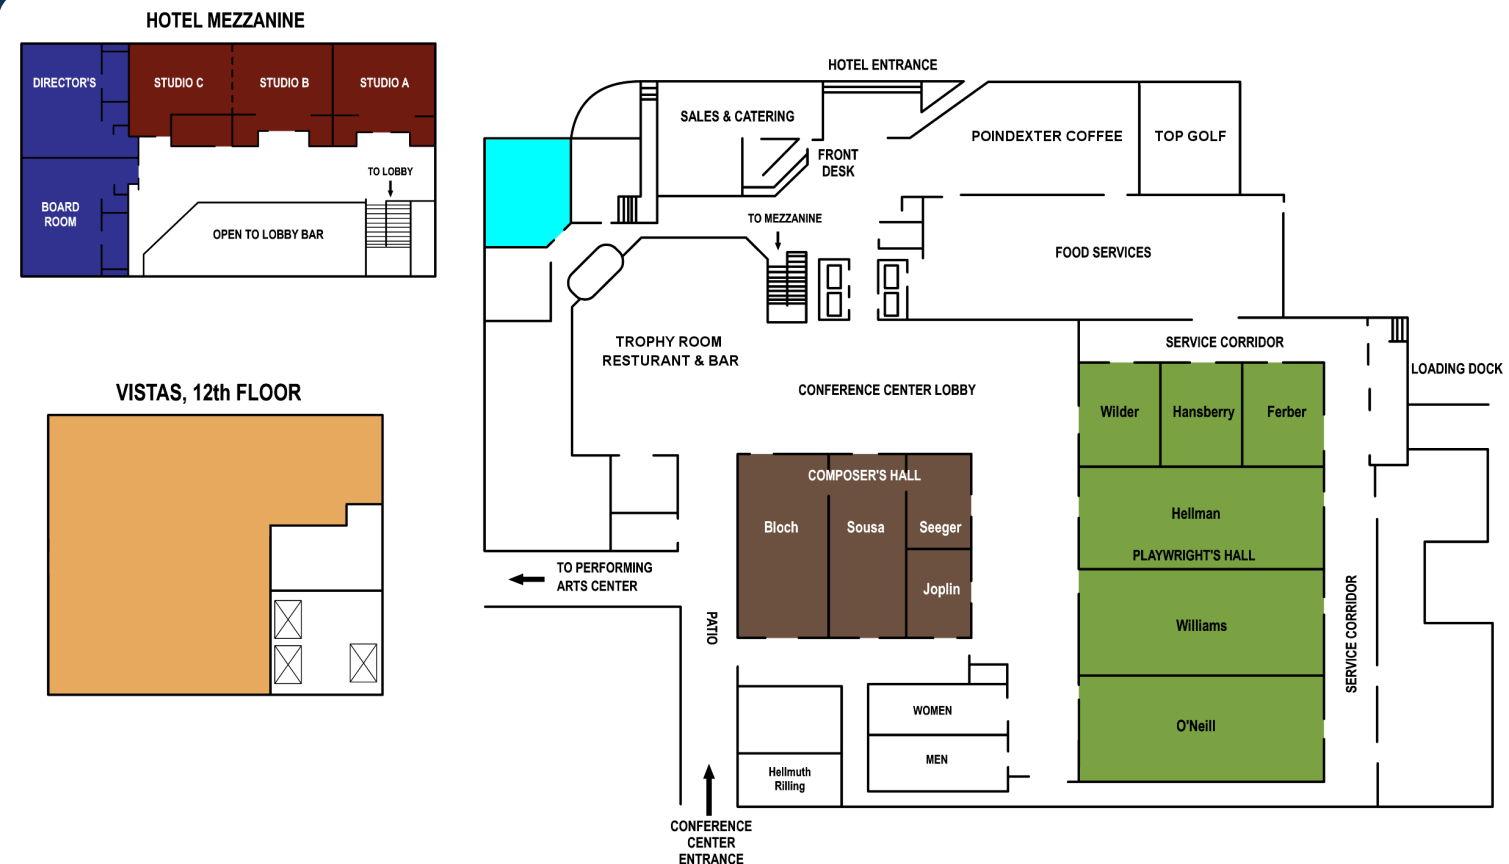 HOTEL MEZZANINE
DIRECTOR'S
STUDIO C
STUDIO B
STUDIO A
TO LOBBY
BOARD
ROOM
OPEN TO LOBBY BAR
VISTAS, 12th FLOOR
HOTEL ENTRANCE
SALES & CATERING
POINDEXTER COFFEE
TOP GOLF
FRONT
DESK
TO MEZZANINE
FOOD SERVICES
TROPHY ROOM
RESTURANT & BAR
SERVICE CORRIDOR
LOADING DOCK
CONFERENCE CENTER LOBBY
Wilder
Hansberry
Ferber
COMPOSER'S HALL
Bloch
Sousa
Seeger
Joplin
Hellman
PLAYWRIGHT'S HALL
Williams
O'Neill
SERVICE CORRIDOR
TO PERFORMING
ARTS CENTER
PATIO
WOMEN
MEN
Hellmuth
Rilling
CONFERENCE
CENTER
ENTRANCE